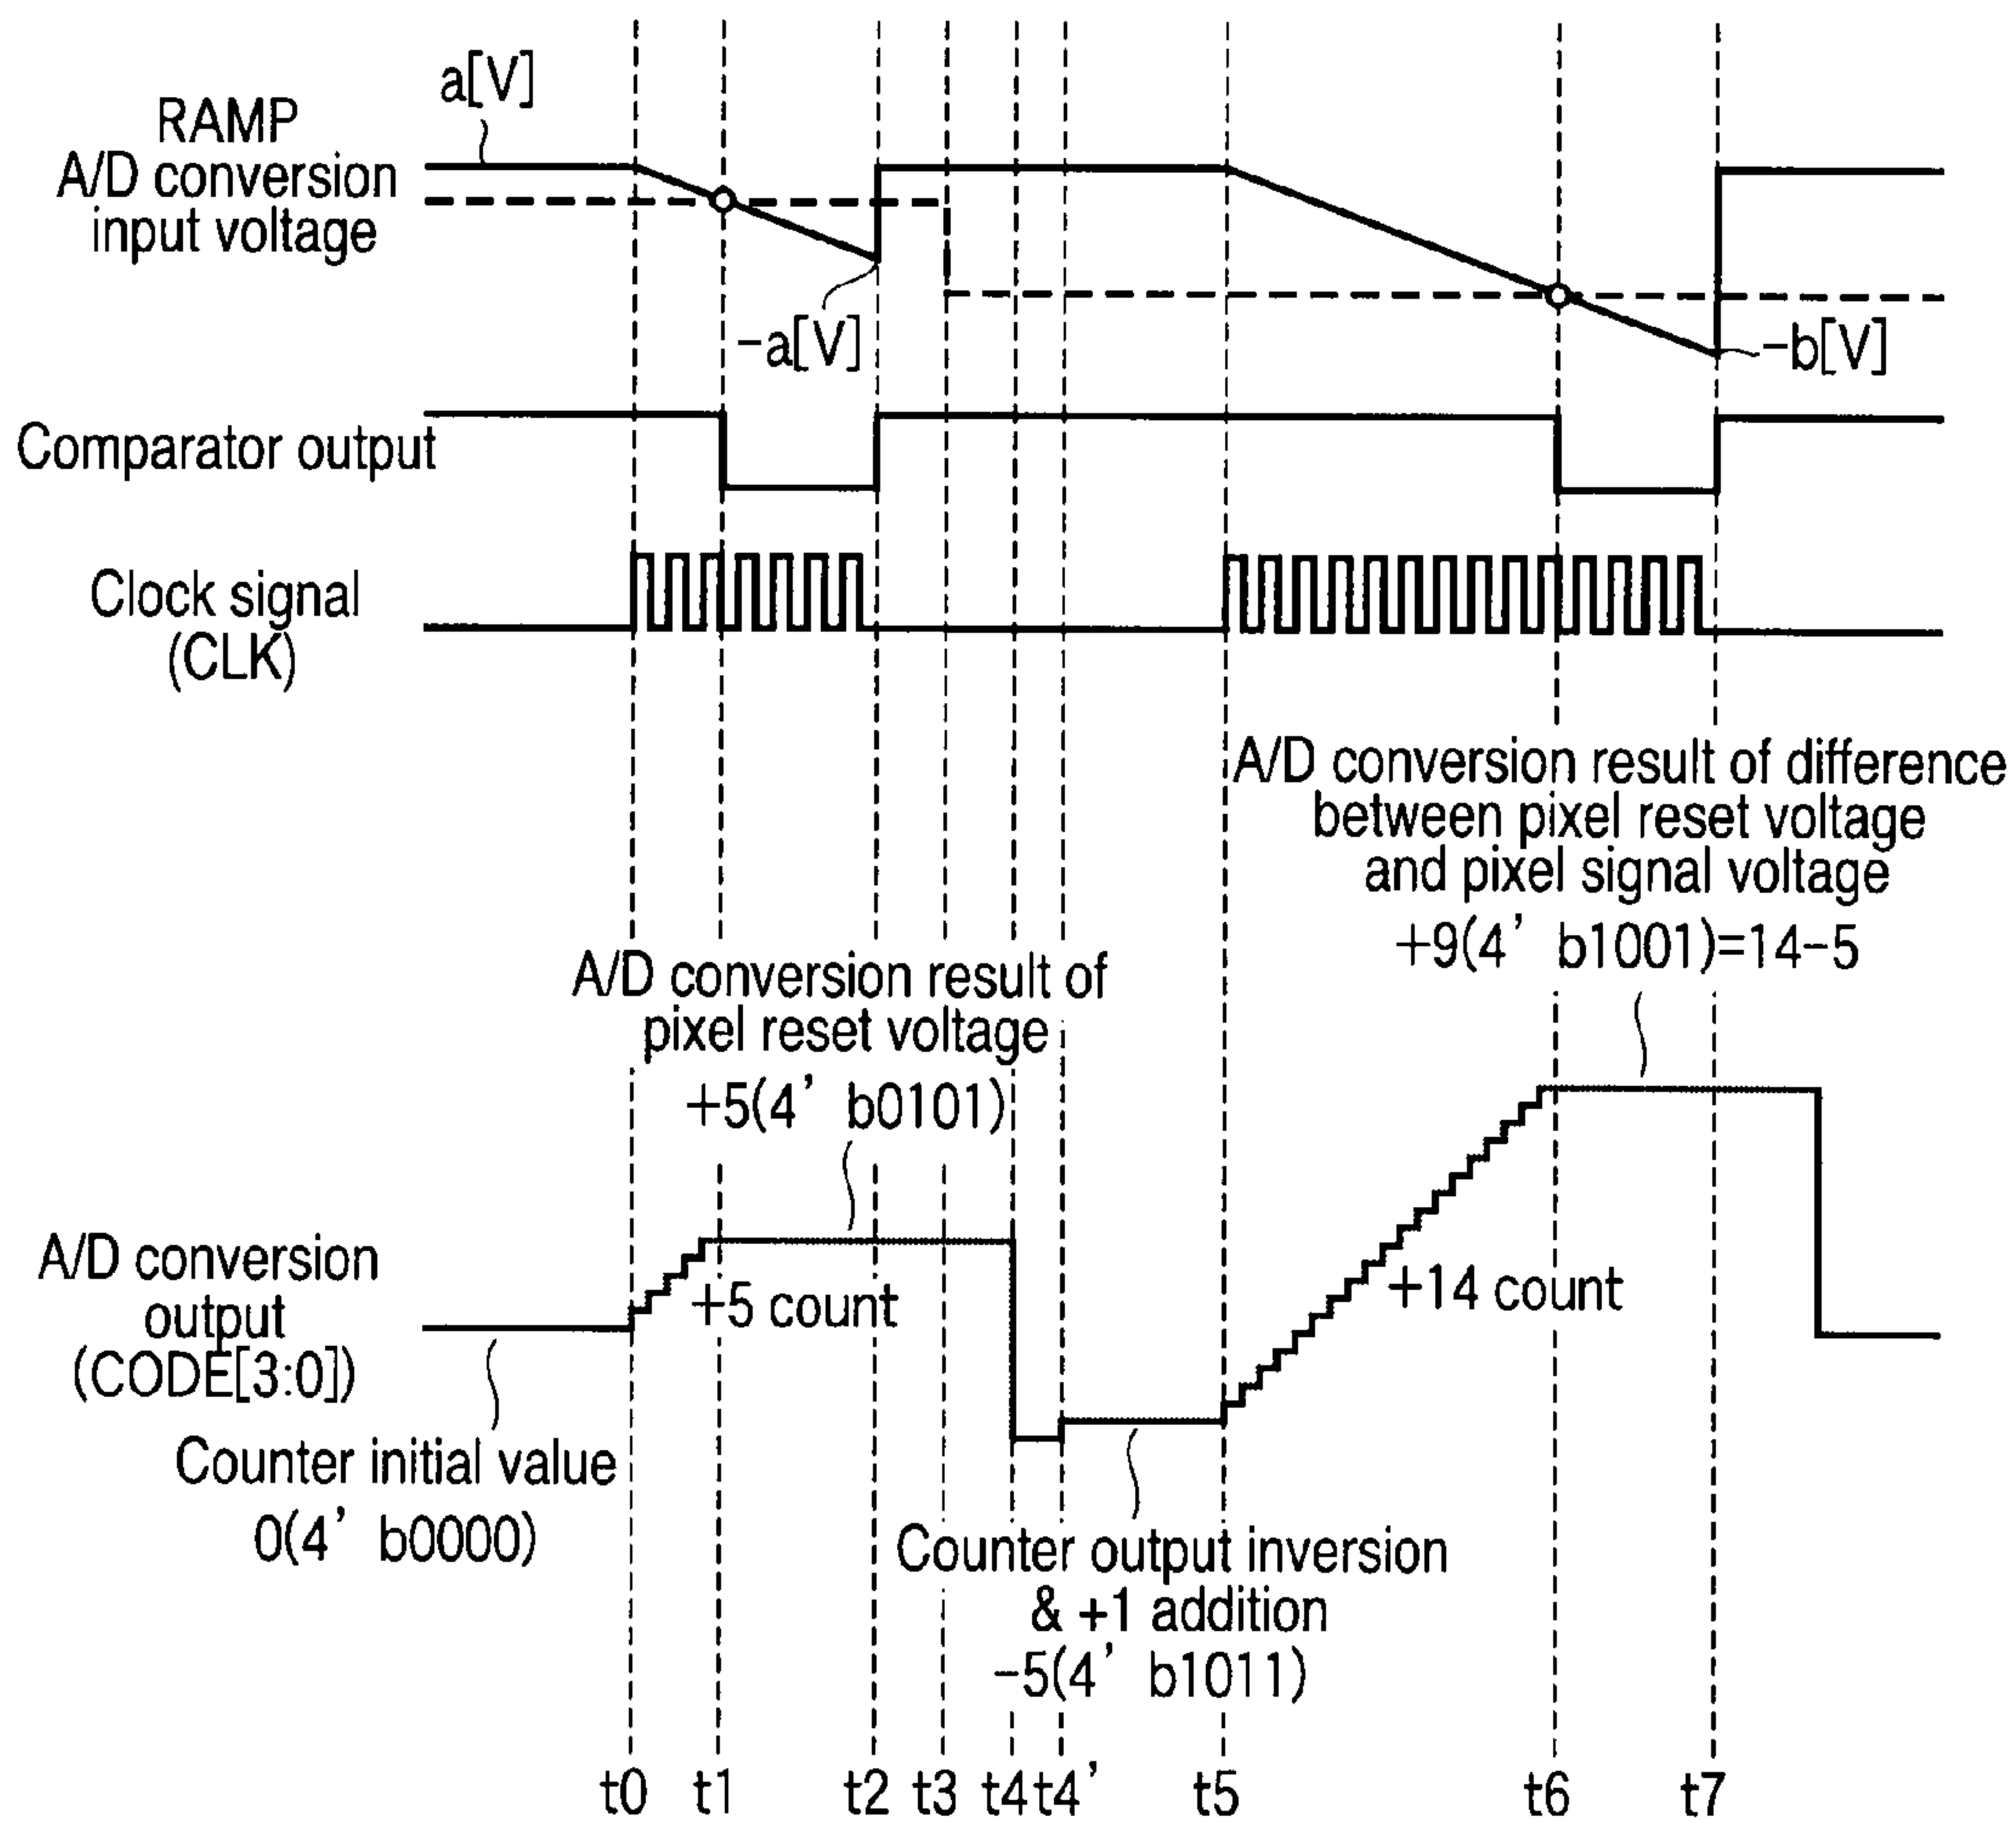 a[V]
RAMP
A/D conversion
input voltage
-a[V]
-b[V]
Comparator output
Clock signal
(CLK)
A/D conversion result of difference
between pixel reset voltage
and pixel signal voltage
+9(4' b1001)=14-5
A/D conversion result of
pixel reset voltage
+5(4' b0101)
A/D conversion
output
(CODE[3:0])
+5 count
+14 count
Counter initial value
0(4' b0000)
Counter output inversion
& +1 addition
-5(4' b1011)
t0 t1 t2 t3 t4 t4' t5 t6 t7